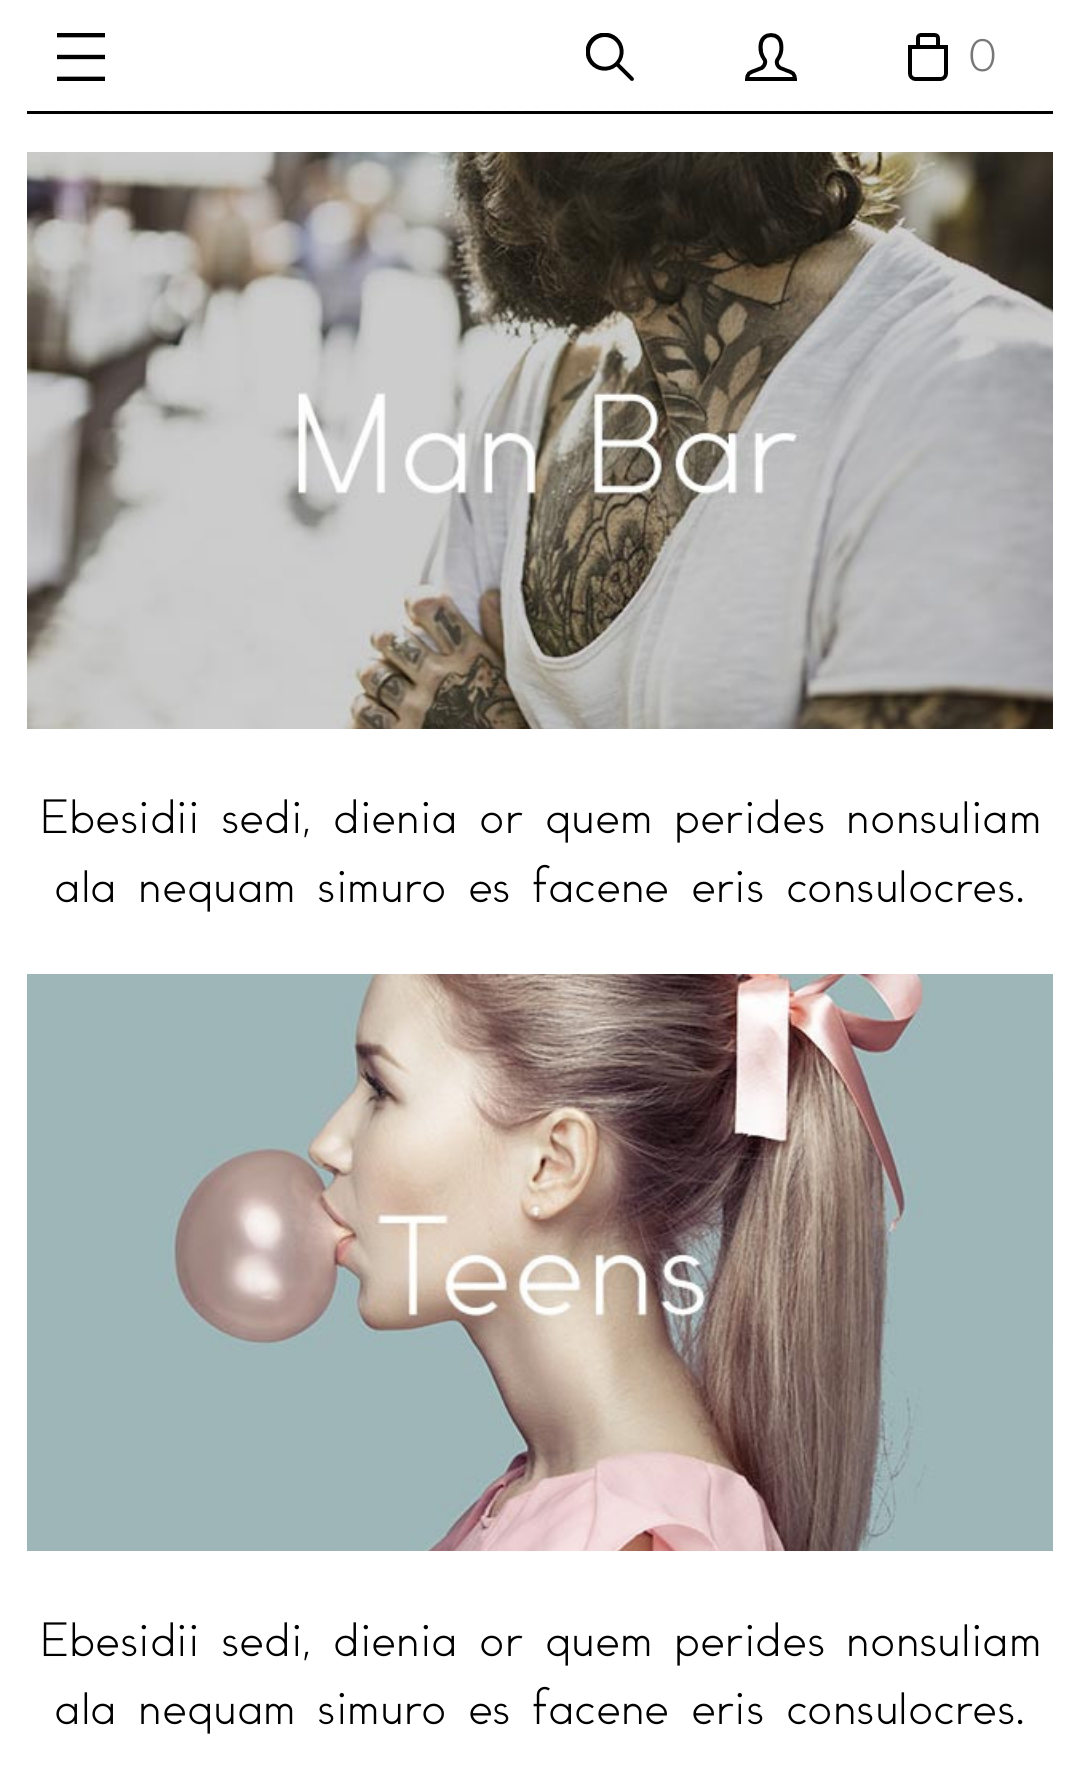 0
Man Bar
Ebesidii sedi, dienia or quem perides nonsuliam
ala nequam simuro es facene eris consulocres.
Teens
Ebesidii sedi, dienia or quem perides nonsuliam
ala nequam simuro es facene eris consulocres.